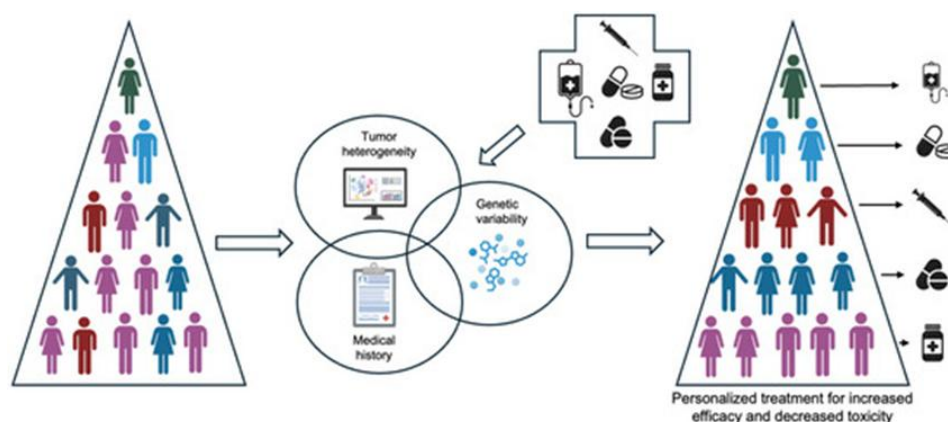 Tumor
heterogeneity
Genetic
variability
Medical
history
Personalized treatment for increased
efficacy and decreased toxicity